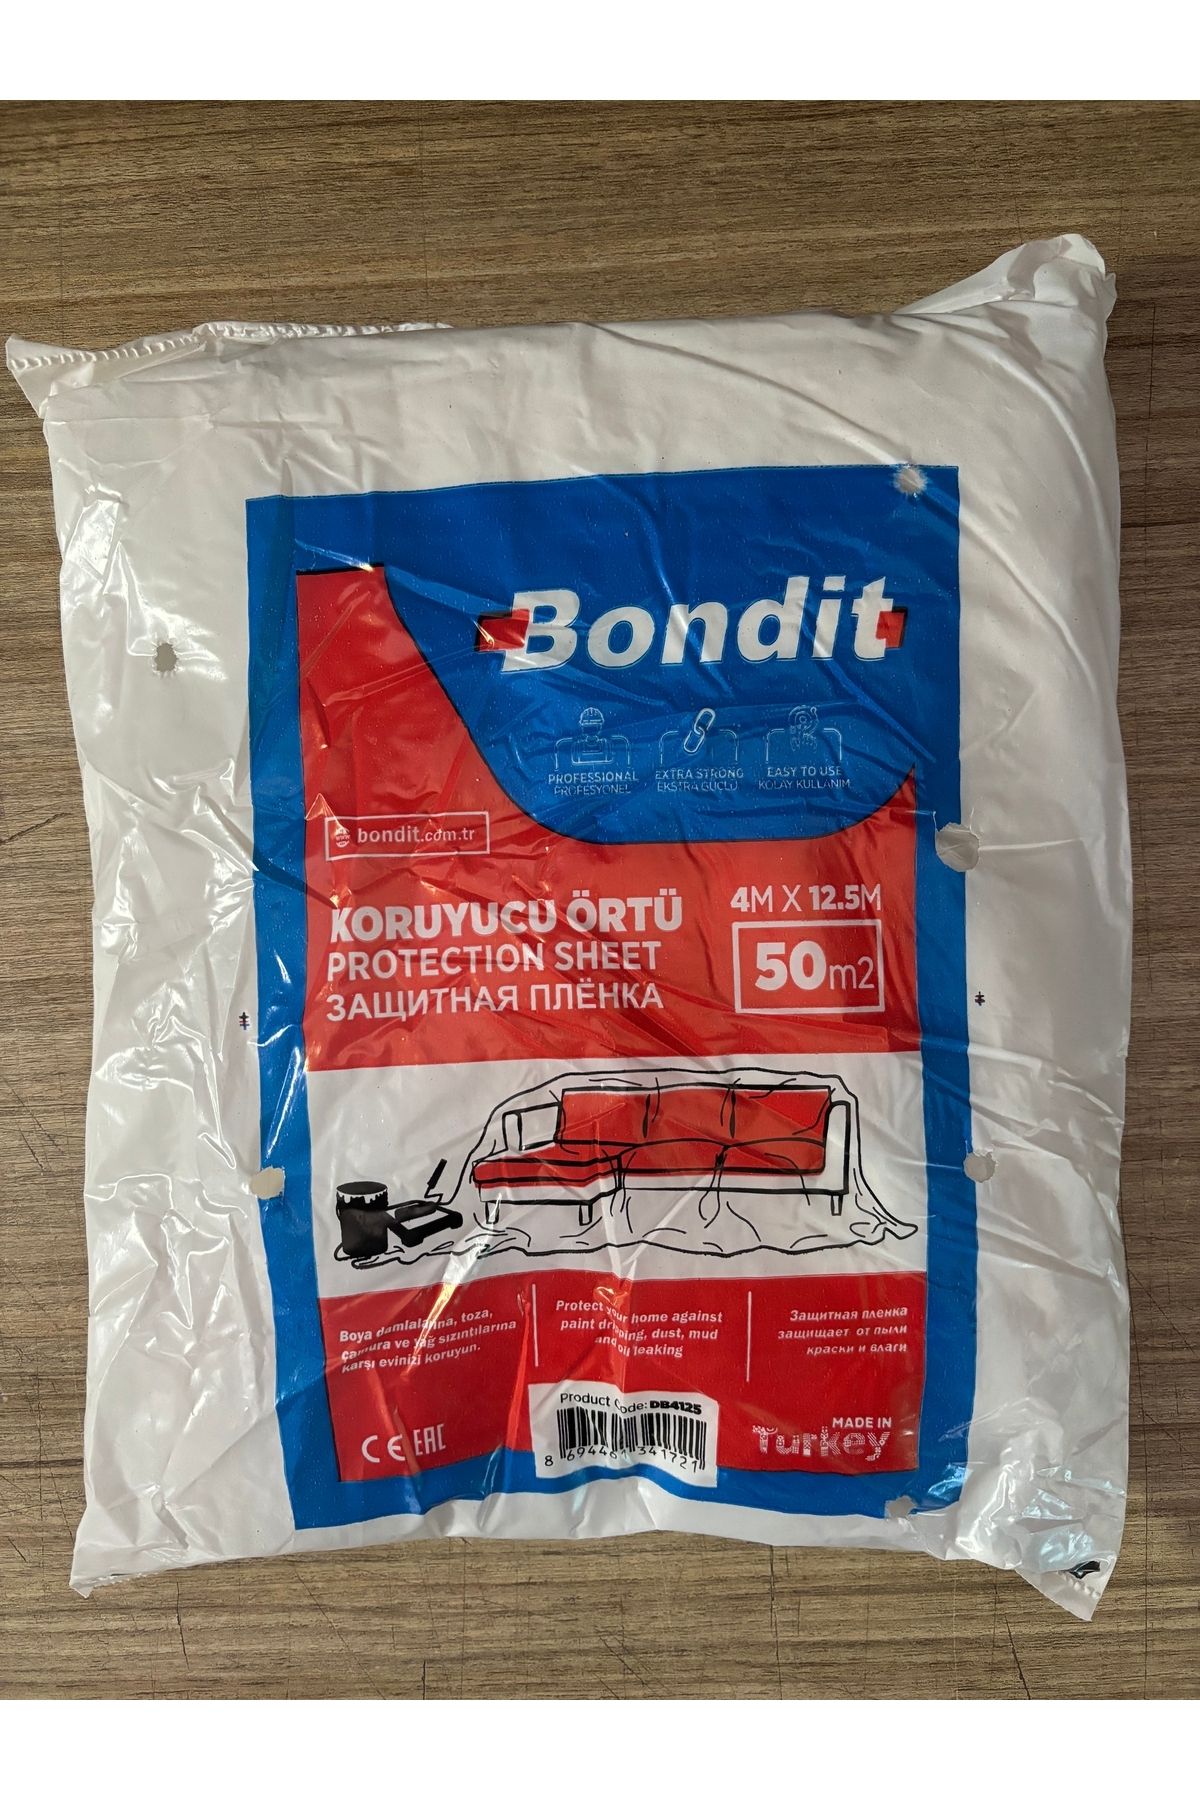 Bondit
PROFESSIONAL
PROFESYONEL
EXTRA STRONG
EKSTRA GÜÇLÜ
EASY TO USE
KOLAY KULLANIM
bondit.com.tr
KORUYUCU ÖRTÜ
PROTECTION SHEET
ЗАЩИТНАЯ ПЛЁНКА
4M X 12.5M
50m2
Boya damlalarına, toza,
çamura ve yağ sızıntılarına
karşı evinizi koruyun.
Protect your home against
paint dripping, dust, mud
and oil leaking
Защитная пленка
защищает от пыли
краски и влаги
CE EAC
Product Code: DB4125
8 694461 341721
MADE IN
Turkey